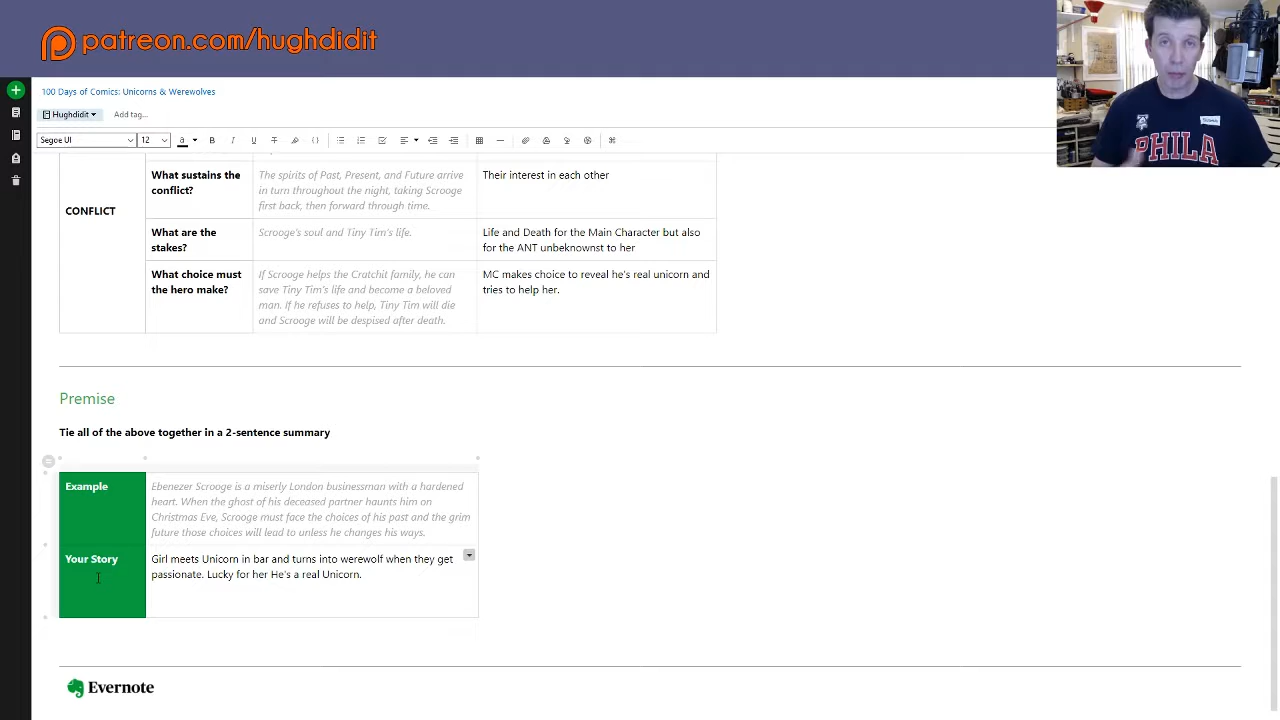 patreon.com/hughdidit
100 Days of Comics: Unicorns & Werewolves
Hughdidit
Add tag...
Segoe UI
12
a
B
I
U
PHILA
What sustains the
conflict?
The spirits of Past, Present, and Future arrive
in turn throughout the night, taking Scrooge
first back, then forward through time.
Their interest in each other
CONFLICT
What are the
stakes?
Scrooge's soul and Tiny Tim's life.
Life and Death for the Main Character but also
for the ANT unbeknownst to her
What choice must
the hero make?
If Scrooge helps the Cratchit family, he can
save Tiny Tim's life and become a beloved
man. If he refuses to help, Tiny Tim will die
and Scrooge will be despised after death.
MC makes choice to reveal he's real unicorn and
tries to help her.
Premise
Tie all of the above together in a 2-sentence summary
Example
Ebenezer Scrooge is a miserly London businessman with a hardened
heart. When the ghost of his deceased partner haunts him on
Christmas Eve, Scrooge must face the choices of his past and the grim
future those choices will lead to unless he changes his ways.
Your Story
Girl meets Unicorn in bar and turns into werewolf when they get
passionate. Lucky for her He's a real Unicorn.
Evernote